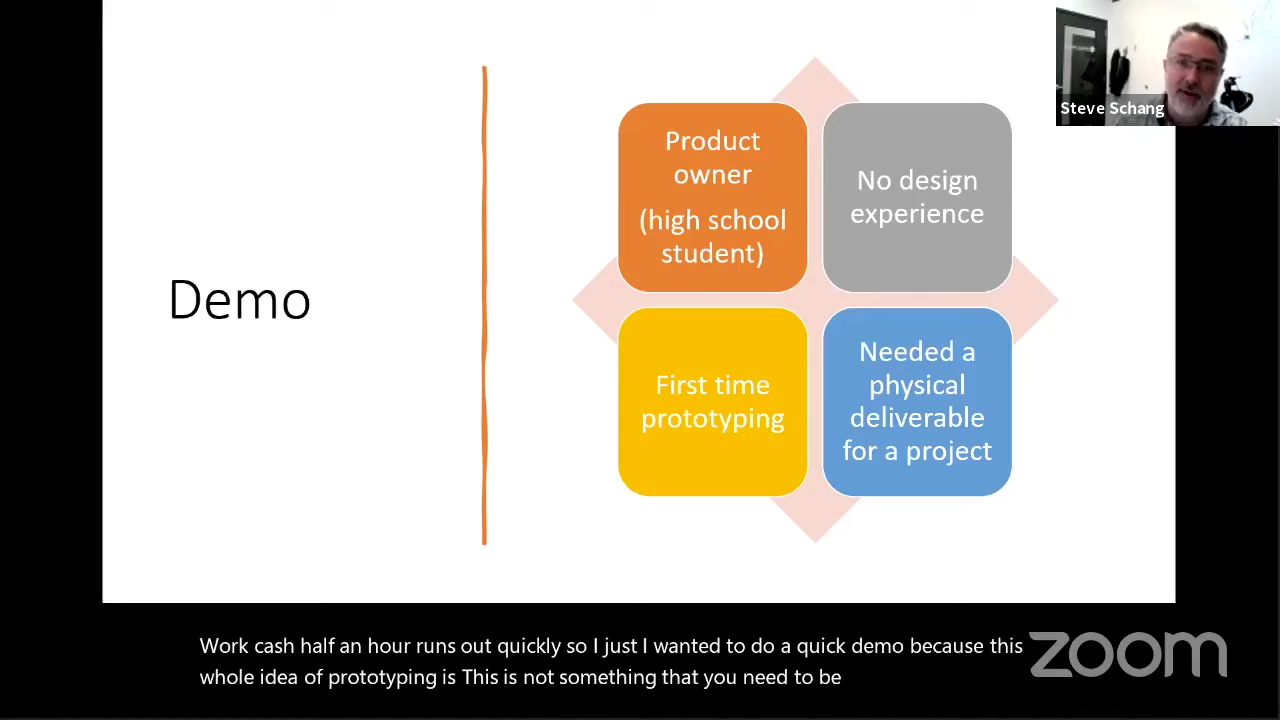 Steve Schang
Demo
Product
owner
(high school
student)
No design
experience
First time
prototyping
Needed a
physical
deliverable
for a project
Work cash half an hour runs out quickly so I just I wanted to do a quick demo because this
whole idea of prototyping is This is not something that you need to be
zoom